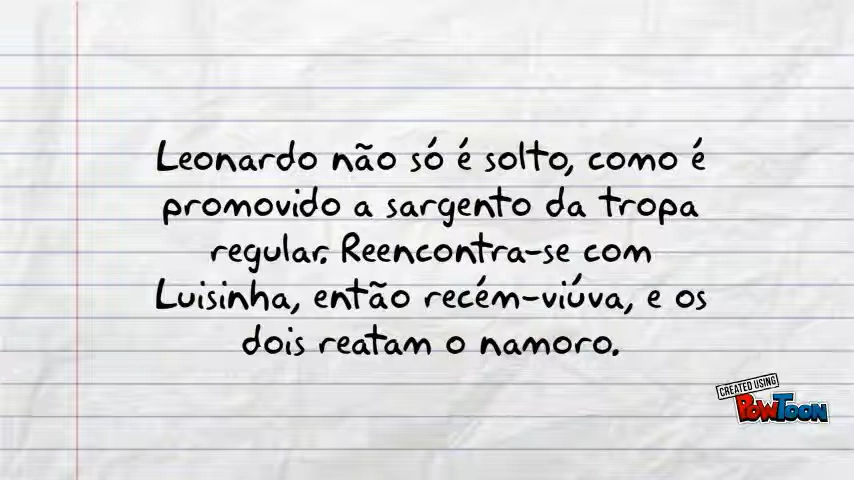 Leonardo não só é solto, como é
promovido a sargento da tropa
regular. Reencontra-se com
Luisinha, então recém-viúva, e os
dois reatam o namoro.
CREATED USING
POWTOON